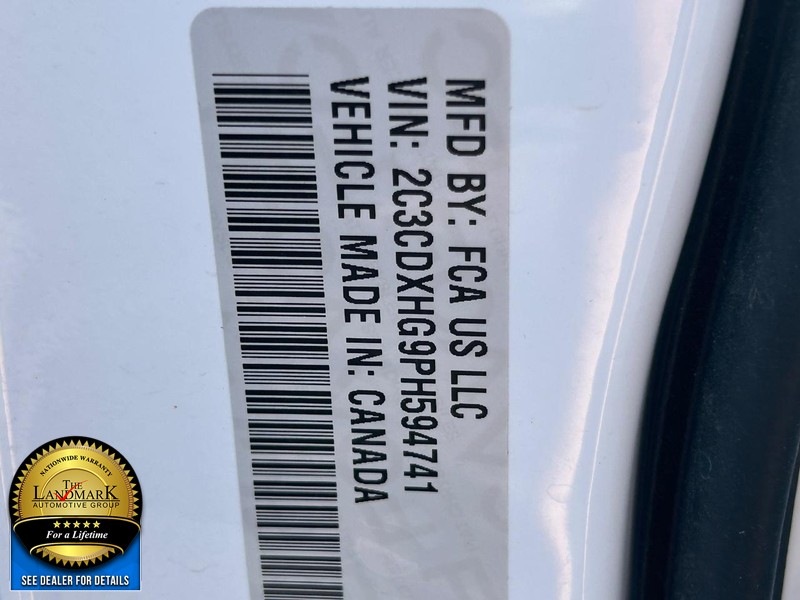 MFD BY: FCA US LLC
VIN: 2C3CDXHG9PH594741
VEHICLE MADE IN: CANADA
NATIONWIDE WARRANTY
THE
LANDMARK
AUTOMOTIVE GROUP
For a Lifetime
SEE DEALER FOR DETAILS